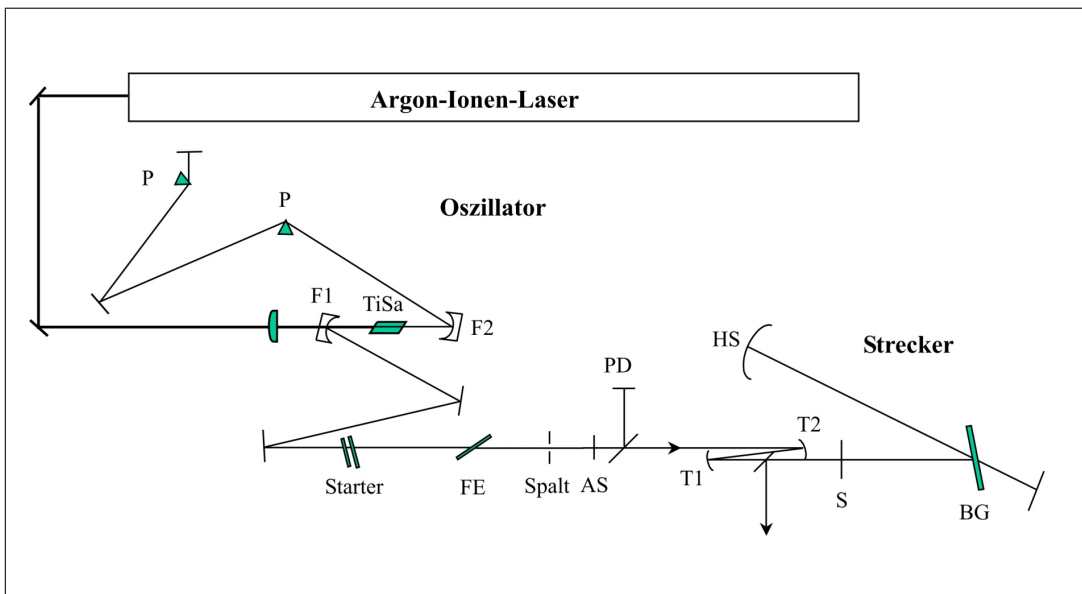 Argon-Ionen-Laser
P
P
Oszillator
F1
TiSa
F2
HS
Strecker
PD
T2
T1
Starter
FE
Spalt
AS
S
BG